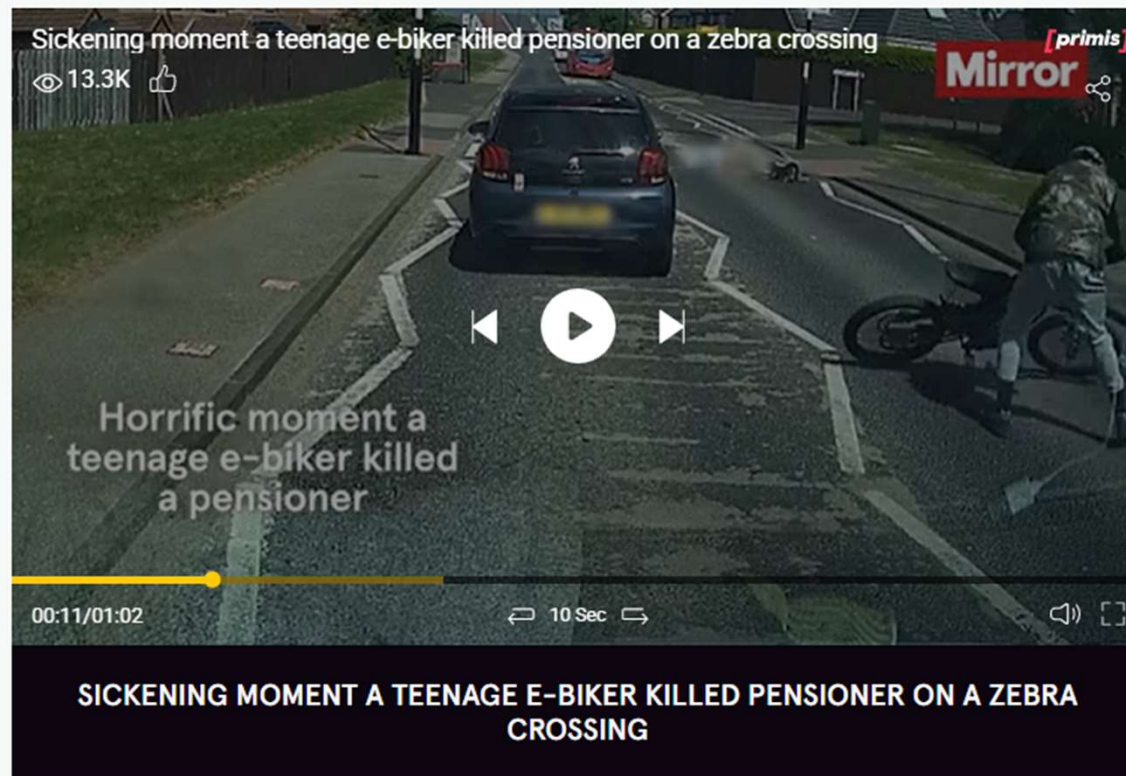 Sickening moment a teenage e-biker killed pensioner on a zebra crossing
[primis]
13.3K
Mirror
Horrific moment a
teenage e-biker killed
a pensioner
00:11/01:02
10 Sec
SICKENING MOMENT A TEENAGE E-BIKER KILLED PENSIONER ON A ZEBRA
CROSSING